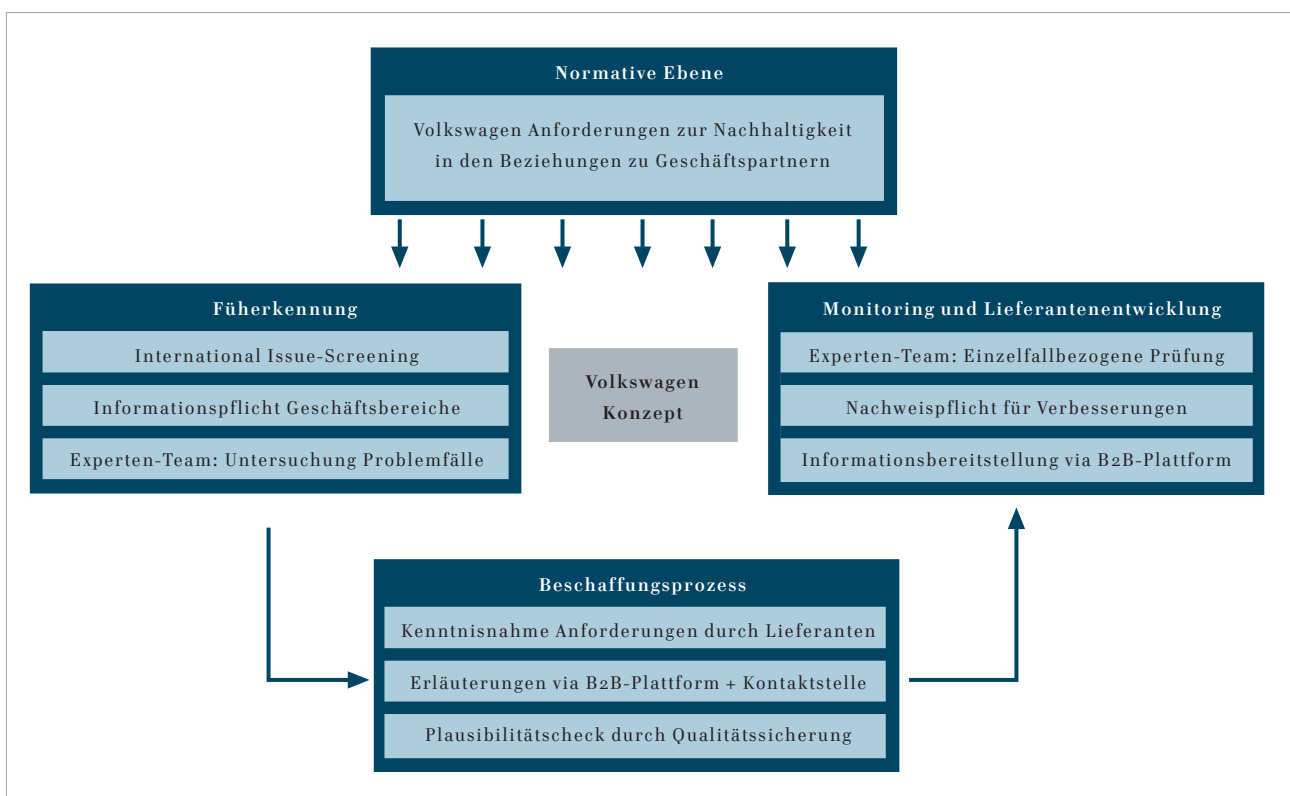 Normative Ebene
Volkswagen Anforderungen zur Nachhaltigkeit
in den Beziehungen zu Geschäftspartnern
Füherkennung
International Issue-Screening
Informationspflicht Geschäftsbereiche
Experten-Team: Untersuchung Problemfälle
Volkswagen
Konzept
Monitoring und Lieferantenentwicklung
Experten-Team: Einzelfallbezogene Prüfung
Nachweispflicht für Verbesserungen
Informationsbereitstellung via B2B-Plattform
Beschaffungsprozess
Kenntnisnahme Anforderungen durch Lieferanten
Erläuterungen via B2B-Plattform + Kontaktstelle
Plausibilitätscheck durch Qualitätssicherung